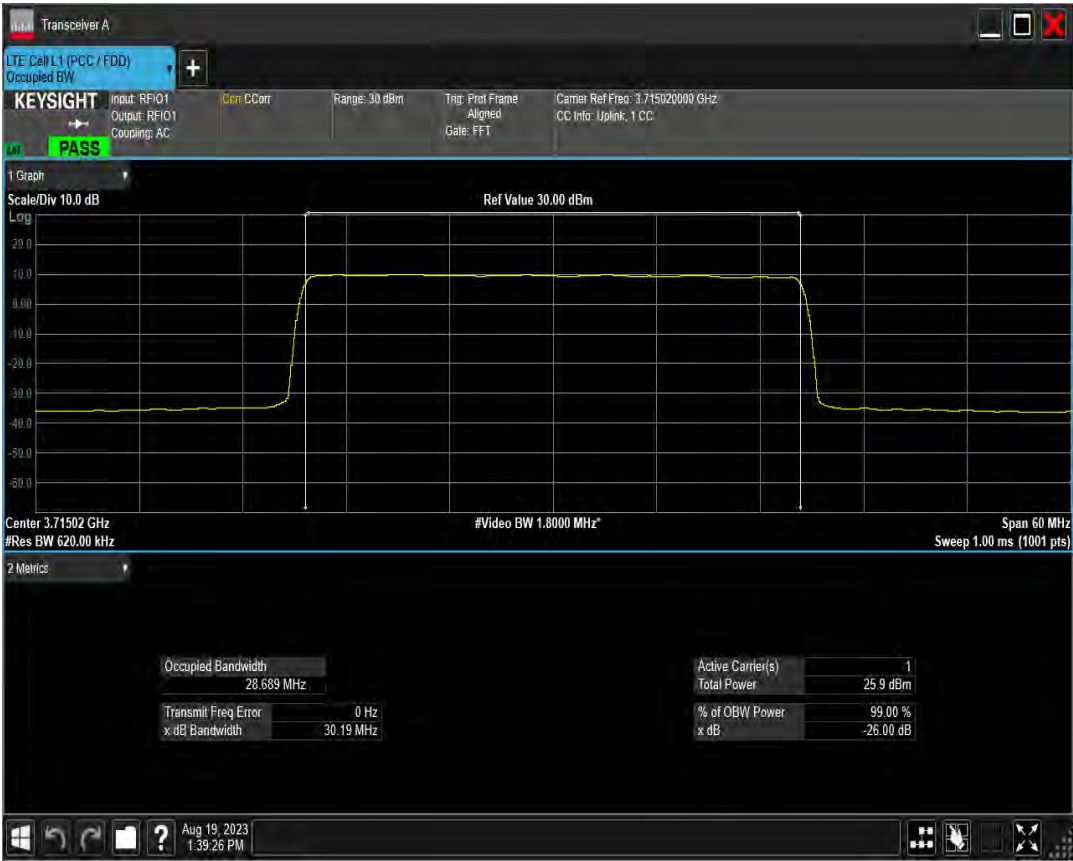 Transceiver A
LTE Cell L1 (PCC / FDD)
Occupied BW
+
KEYSIGHT
Input: RFIO1
Output: RFIO1
Coupling: AC
Corr CCorr
Range: 30 dBm
Trig: Prot Frame
Aligned
Gate: FFT
Carrier Ref Freq: 3.715020000 GHz
CC Info: Uplink, 1 CC
PASS
1 Graph
Scale/Div 10.0 dB
Ref Value 30.00 dBm
Log
20.0
10.0
0.00
-10.0
-20.0
-30.0
-40.0
-50.0
-60.0
Center 3.71502 GHz
#Video BW 1.8000 MHz*
Span 60 MHz
#Res BW 620.00 kHz
Sweep 1.00 ms (1001 pts)
2 Metrics
Occupied Bandwidth
28.689 MHz
Transmit Freq Error 0 Hz
x dB Bandwidth 30.19 MHz
Active Carrier(s) 1
Total Power 25.9 dBm
% of OBW Power 99.00 %
x dB -26.00 dB
?
Aug 19, 2023
1:39:26 PM